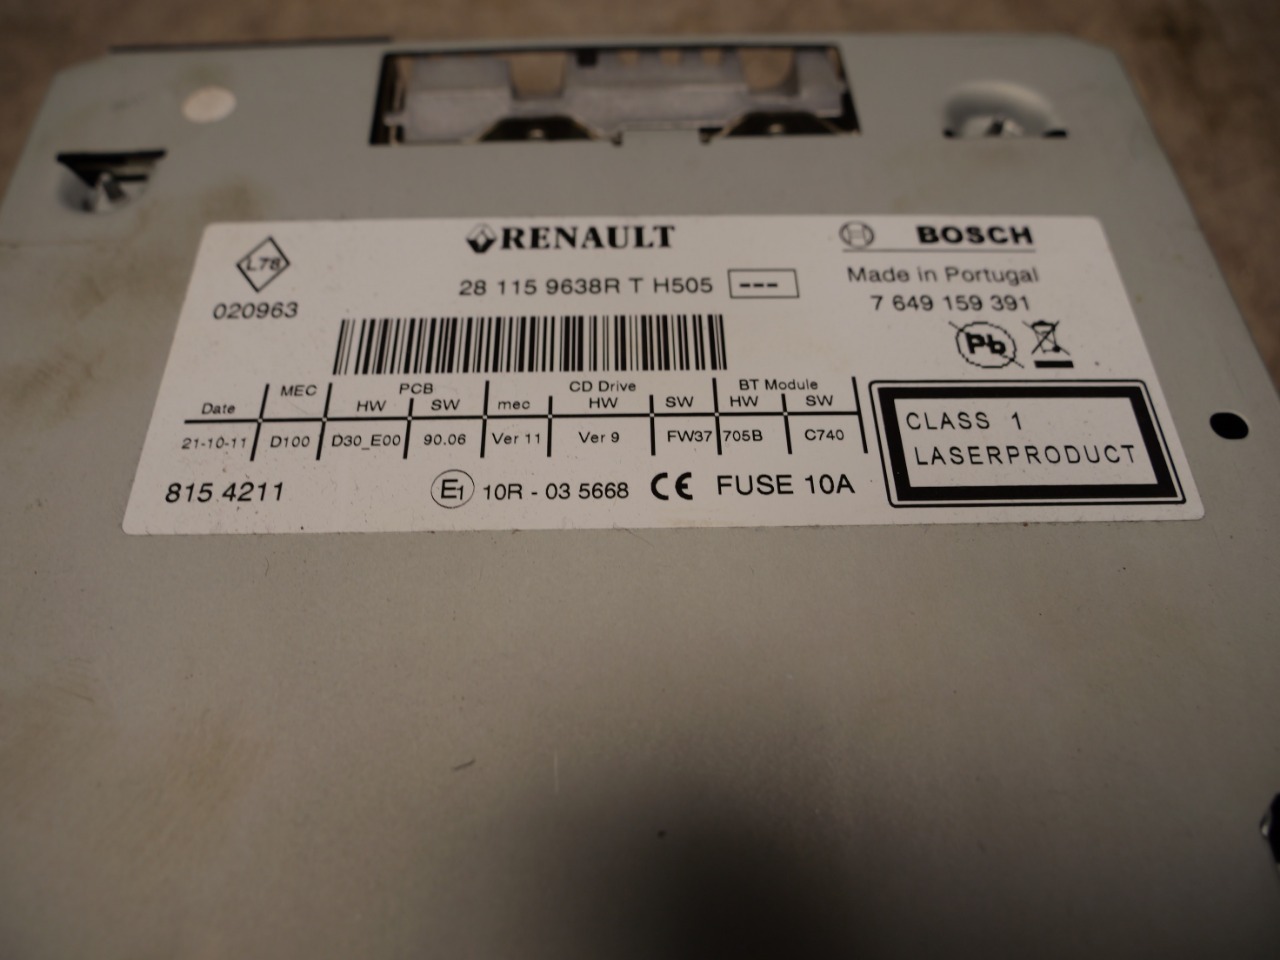 L78
020963
RENAULT
28 115 9638R T H505 ---
BOSCH
Made in Portugal
7 649 159 391
Pb
MEC PCB CD Drive BT Module
Date HW SW mec HW SW HW SW
21-10-11 D100 D30_E00 90.06 Ver 11 Ver 9 FW37 705B C740
815 4211
E1 10R - 03 5668 CE FUSE 10A
CLASS 1
LASERPRODUCT